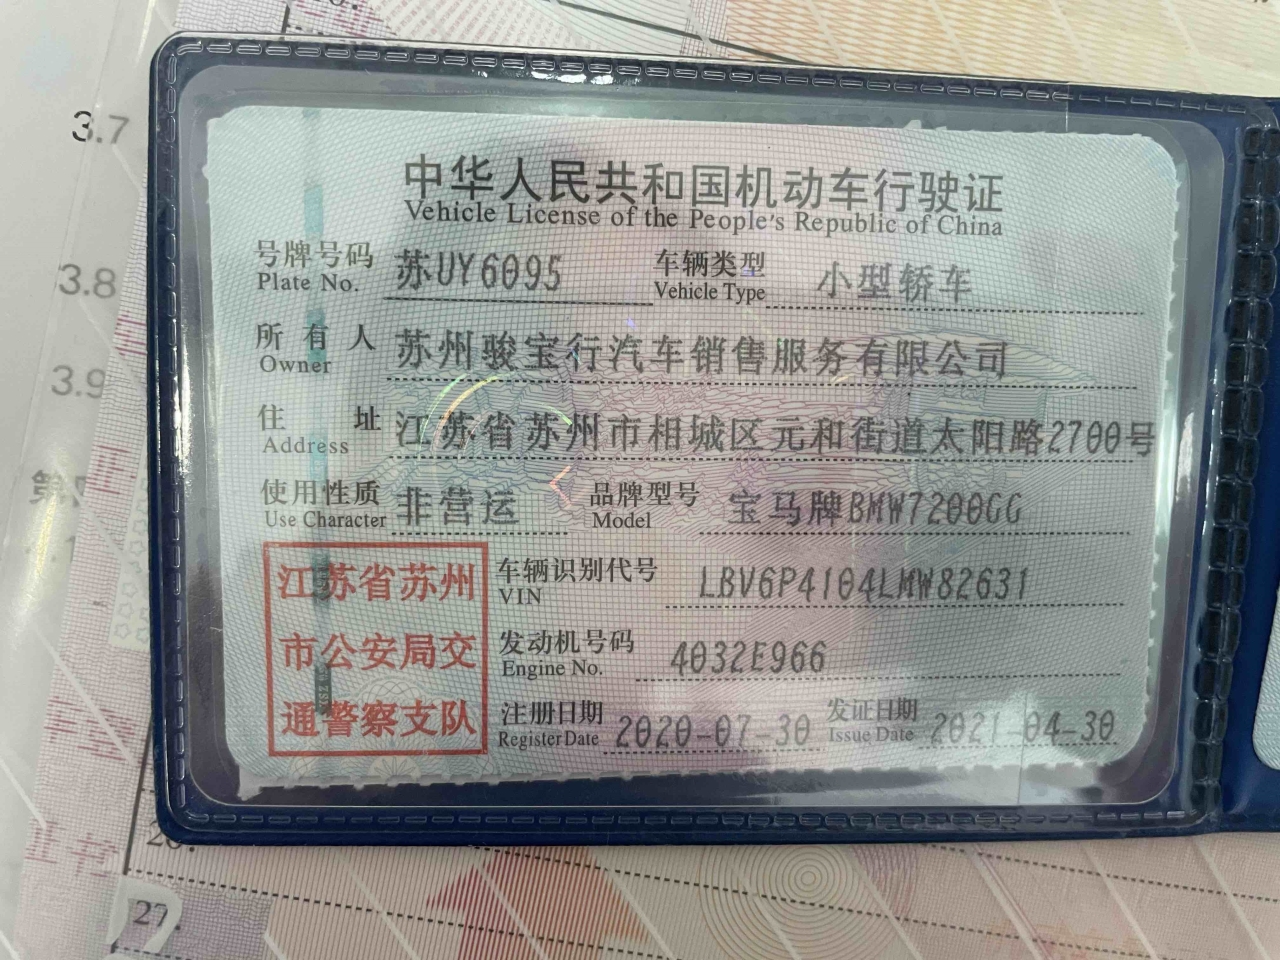 3.7
3.8
3.9
中华人民共和国机动车行驶证
Vehicle License of the People's Republic of China
号牌号码 苏UY6095 车辆类型 小型轿车
Plate No. Vehicle Type
所有人 苏州骏宝行汽车销售服务有限公司
Owner
住址 江苏省苏州市相城区元和街道太阳路2700号
Address
使用性质 非营运 品牌型号 宝马牌BMW7200GG
Use Character Model
江苏省苏州
市公安局交
通警察支队
车辆识别代号 LBV6P4104LMW82631
VIN
发动机号码 4032E966
Engine No.
注册日期 2020-07-30 发证日期 2021-04-30
Register Date Issue Date
27